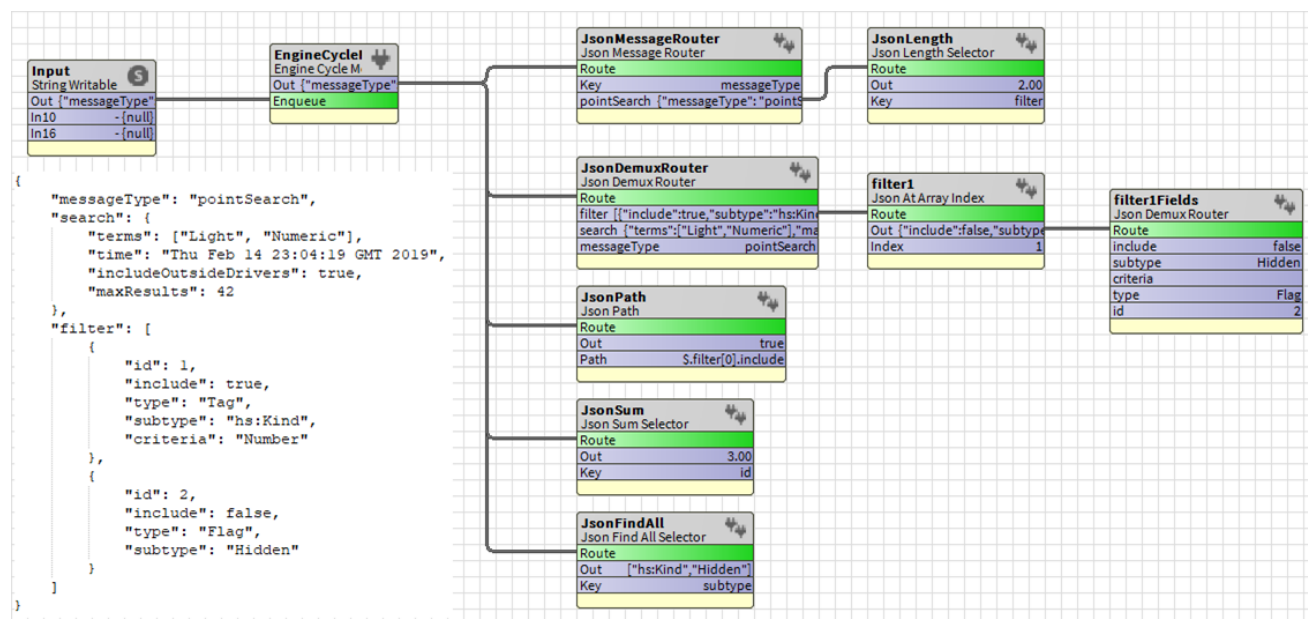 Input
String Writable
Out {"messageType"
In10 - {null}
In16 - {null}
EngineCycleI
Engine Cycle M
Out {"messageType"
Enqueue
JsonMessageRouter
Json Message Router
Route
Key messageType
pointSearch {"messageType": "pointS
JsonLength
Json Length Selector
Route
Out 2.00
Key filter
JsonDemuxRouter
Json Demux Router
Route
filter [{"include":true,"subtype":"hs:Kin
search {"terms":["Light","Numeric"],"ma
messageType pointSearch
filter1
Json At Array Index
Route
Out {"include":false,"subtype
Index 1
filter1Fields
Json Demux Router
Route
include false
subtype Hidden
criteria
type Flag
id 2
JsonPath
Json Path
Route
Out true
Path $.filter[0].include
JsonSum
Json Sum Selector
Route
Out 3.00
Key id
JsonFindAll
Json Find All Selector
Route
Out ["hs:Kind","Hidden"]
Key subtype
{
"messageType": "pointSearch",
"search": {
"terms": ["Light", "Numeric"],
"time": "Thu Feb 14 23:04:19 GMT 2019",
"includeOutsideDrivers": true,
"maxResults": 42
},
"filter": [
{
"id": 1,
"include": true,
"type": "Tag",
"subtype": "hs:Kind",
"criteria": "Number"
},
{
"id": 2,
"include": false,
"type": "Flag",
"subtype": "Hidden"
}
]
}